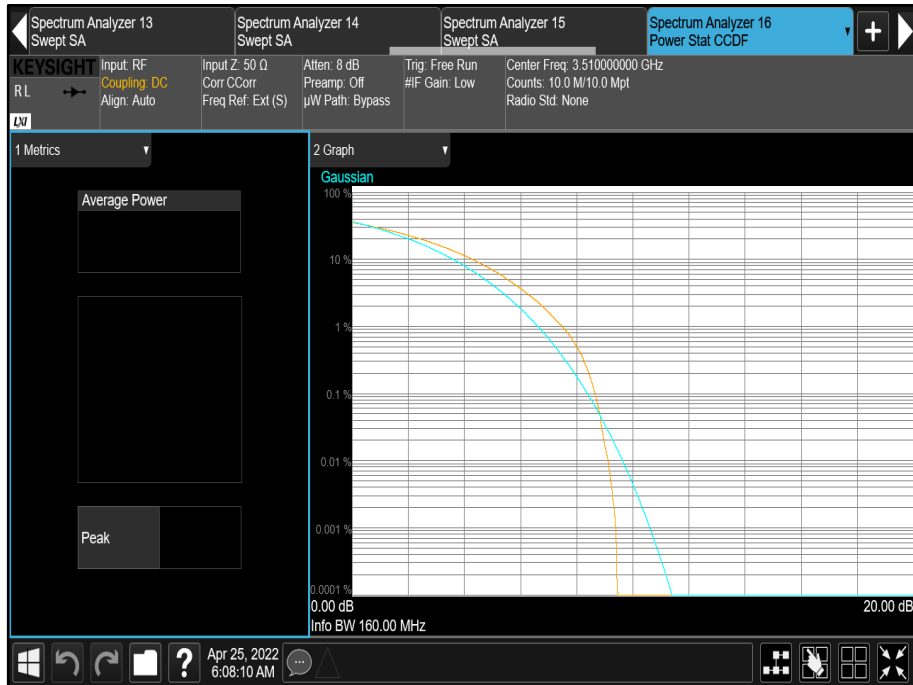 Spectrum Analyzer 13
Swept SA
Spectrum Analyzer 14
Swept SA
Spectrum Analyzer 15
Swept SA
Spectrum Analyzer 16
Power Stat CCDF
+
KEYSIGHT
RL
LXI
Input: RF
Coupling: DC
Align: Auto
Input Z: 50 Ω
Corr CCorr
Freq Ref: Ext (S)
Atten: 8 dB
Preamp: Off
µW Path: Bypass
Trig: Free Run
#IF Gain: Low
Center Freq: 3.510000000 GHz
Counts: 10.0 M/10.0 Mpt
Radio Std: None
1 Metrics
Average Power
Peak
2 Graph
Gaussian
100 %
10 %
1 %
0.1 %
0.01 %
0.001 %
0.0001 %
0.00 dB
20.00 dB
Info BW 160.00 MHz
?
Apr 25, 2022
6:08:10 AM